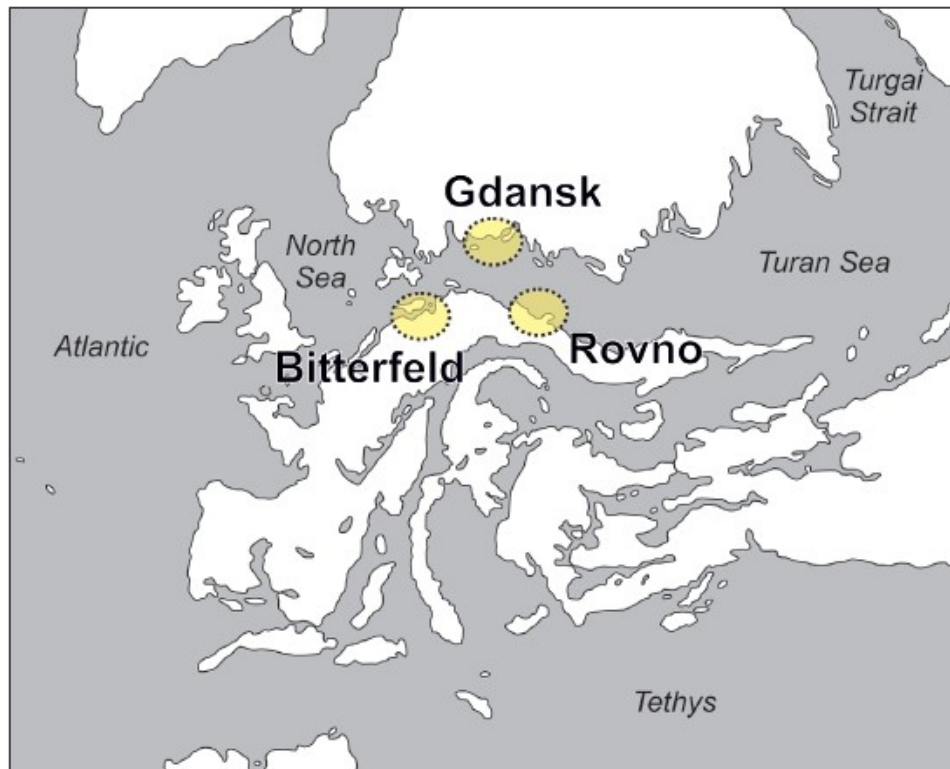 Turgai
Strait
Gdansk
North
Sea
Turan Sea
Atlantic
Bitterfeld
Rovno
Tethys